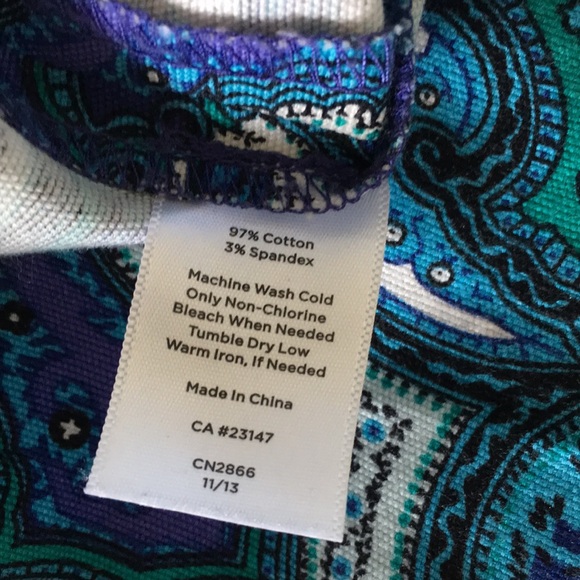 97% Cotton
3% Spandex
Machine Wash Cold
Only Non-Chlorine
Bleach When Needed
Tumble Dry Low
Warm Iron, If Needed
Made In China
CA #23147
CN2866
11/13